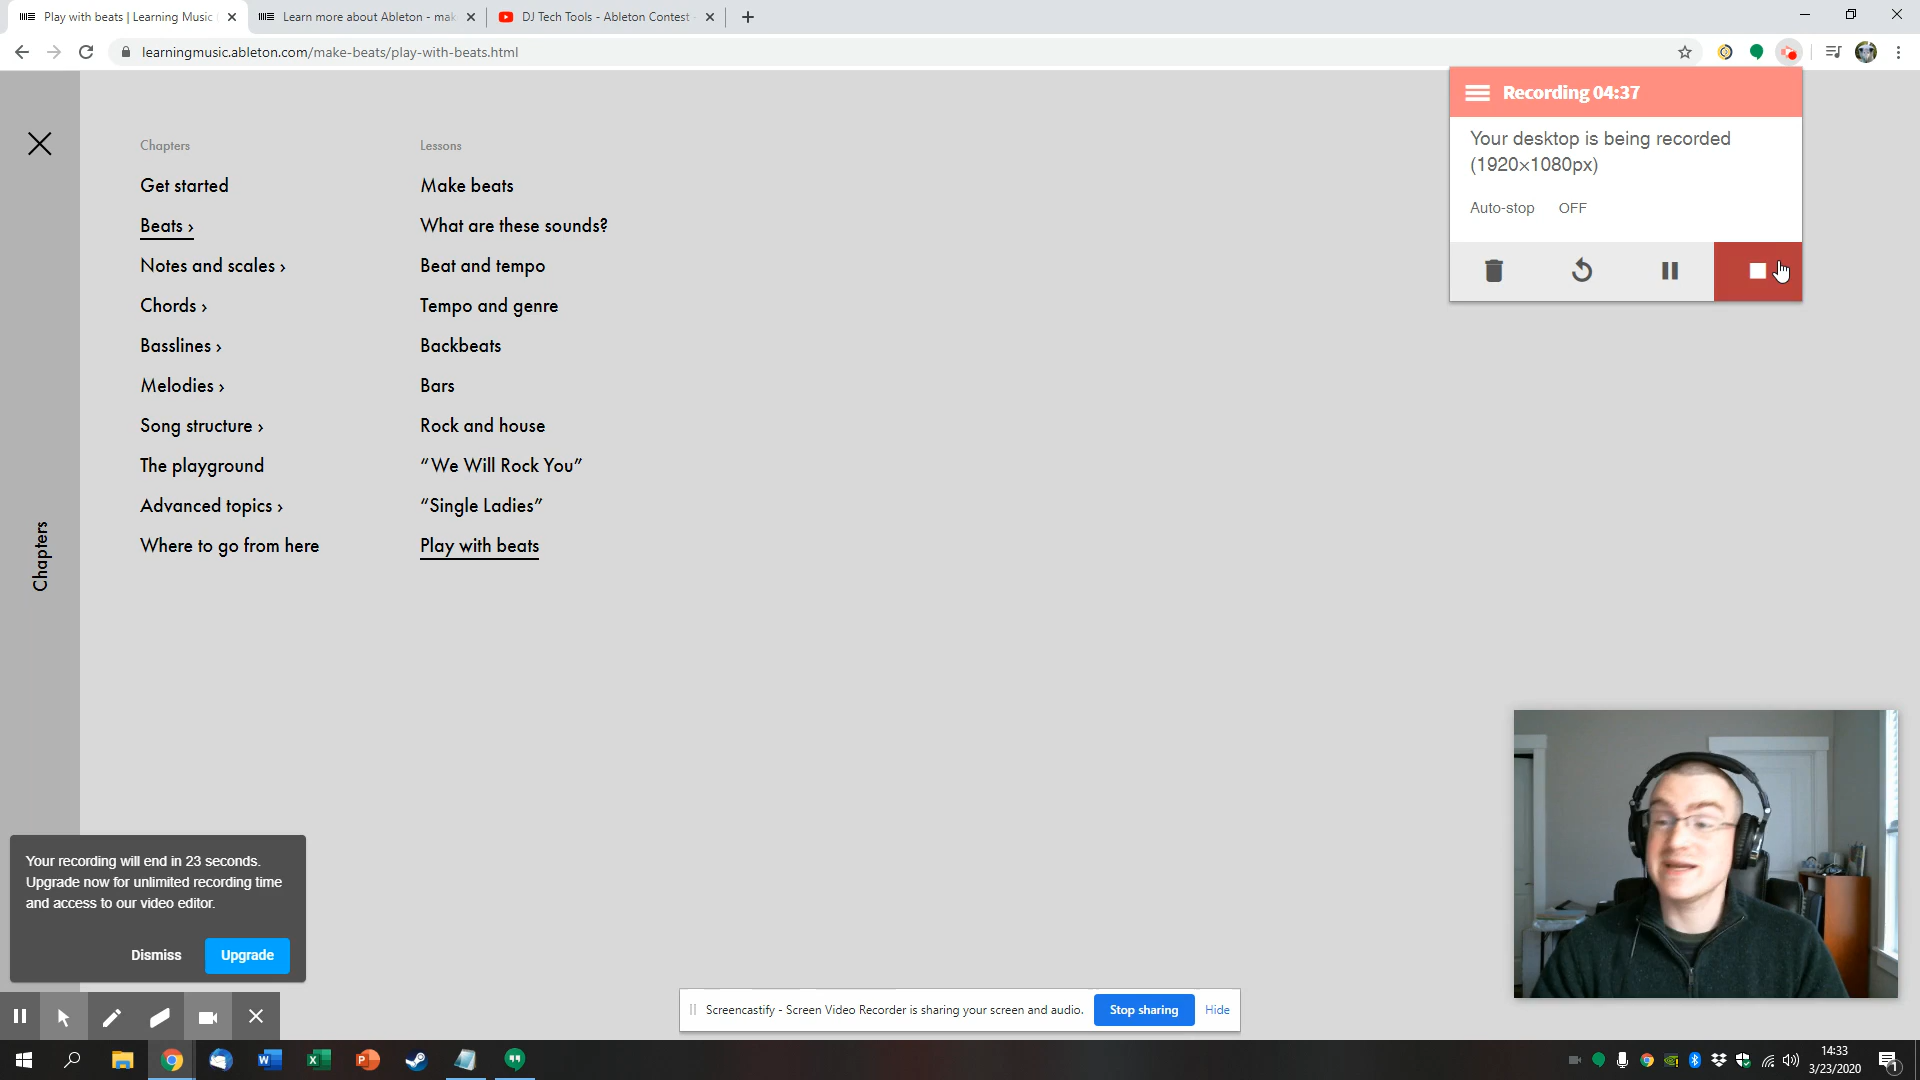 Play with beats | Learning Music
Learn more about Ableton - mak
DJ Tech Tools - Ableton Contest
learningmusic.ableton.com/make-beats/play-with-beats.html
Recording 04:37
Your desktop is being recorded
(1920×1080px)
Auto-stop OFF
Chapters
Get started
Beats ›
Notes and scales ›
Chords ›
Basslines ›
Melodies ›
Song structure ›
The playground
Advanced topics ›
Where to go from here
Lessons
Make beats
What are these sounds?
Beat and tempo
Tempo and genre
Backbeats
Bars
Rock and house
“We Will Rock You”
“Single Ladies”
Play with beats
Chapters
Your recording will end in 23 seconds.
Upgrade now for unlimited recording time
and access to our video editor.
Dismiss Upgrade
Screencastify - Screen Video Recorder is sharing your screen and audio. Stop sharing Hide
14:33
3/23/2020
1